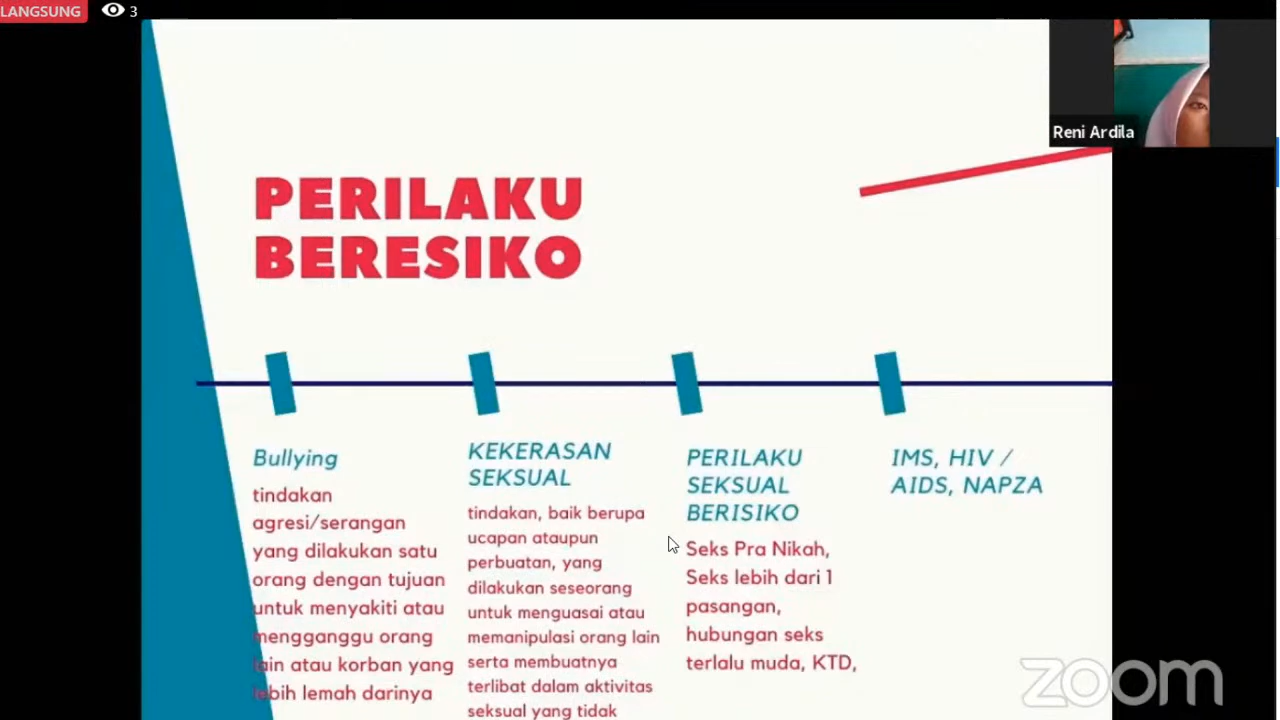 LANGSUNG
3
Reni Ardila
PERILAKU
BERESIKO
Bullying
tindakan
agresi/serangan
yang dilakukan satu
orang dengan tujuan
untuk menyakiti atau
mengganggu orang
lain atau korban yang
lebih lemah darinya
KEKERASAN
SEKSUAL
tindakan, baik berupa
ucapan ataupun
perbuatan, yang
dilakukan seseorang
untuk menguasai atau
memanipulasi orang lain
serta membuatnya
terlibat dalam aktivitas
seksual yang tidak
PERILAKU
SEKSUAL
BERISIKO
Seks Pra Nikah,
Seks lebih dari 1
pasangan,
hubungan seks
terlalu muda, KTD,
IMS, HIV /
AIDS, NAPZA
zoom